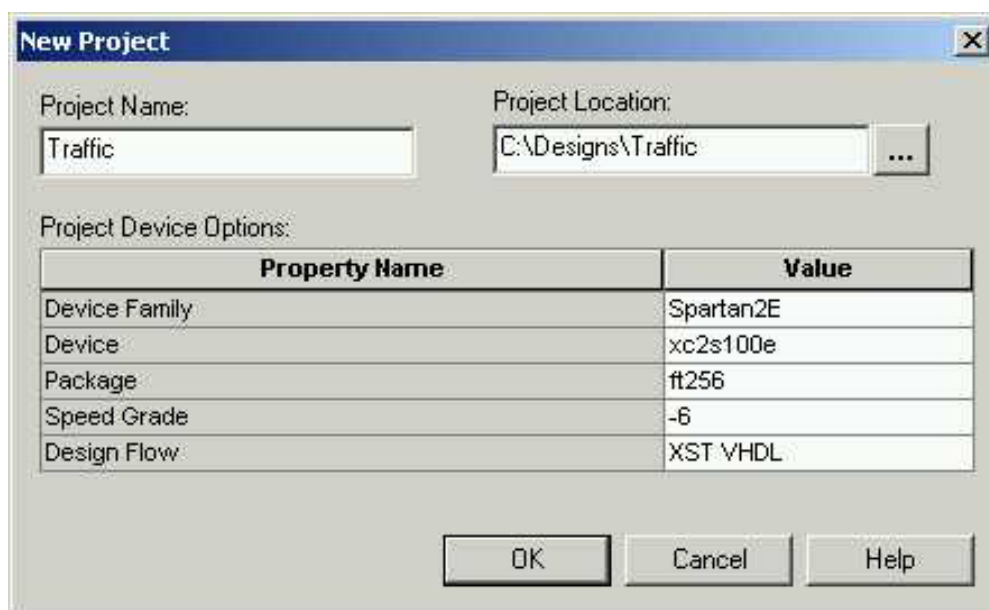 New Project
Project Name:
Project Location:
Traffic
C:\Designs\Traffic
...
Project Device Options:
Property Name Value
Device Family Spartan2E
Device xc2s100e
Package ft256
Speed Grade -6
Design Flow XST VHDL
OK Cancel Help